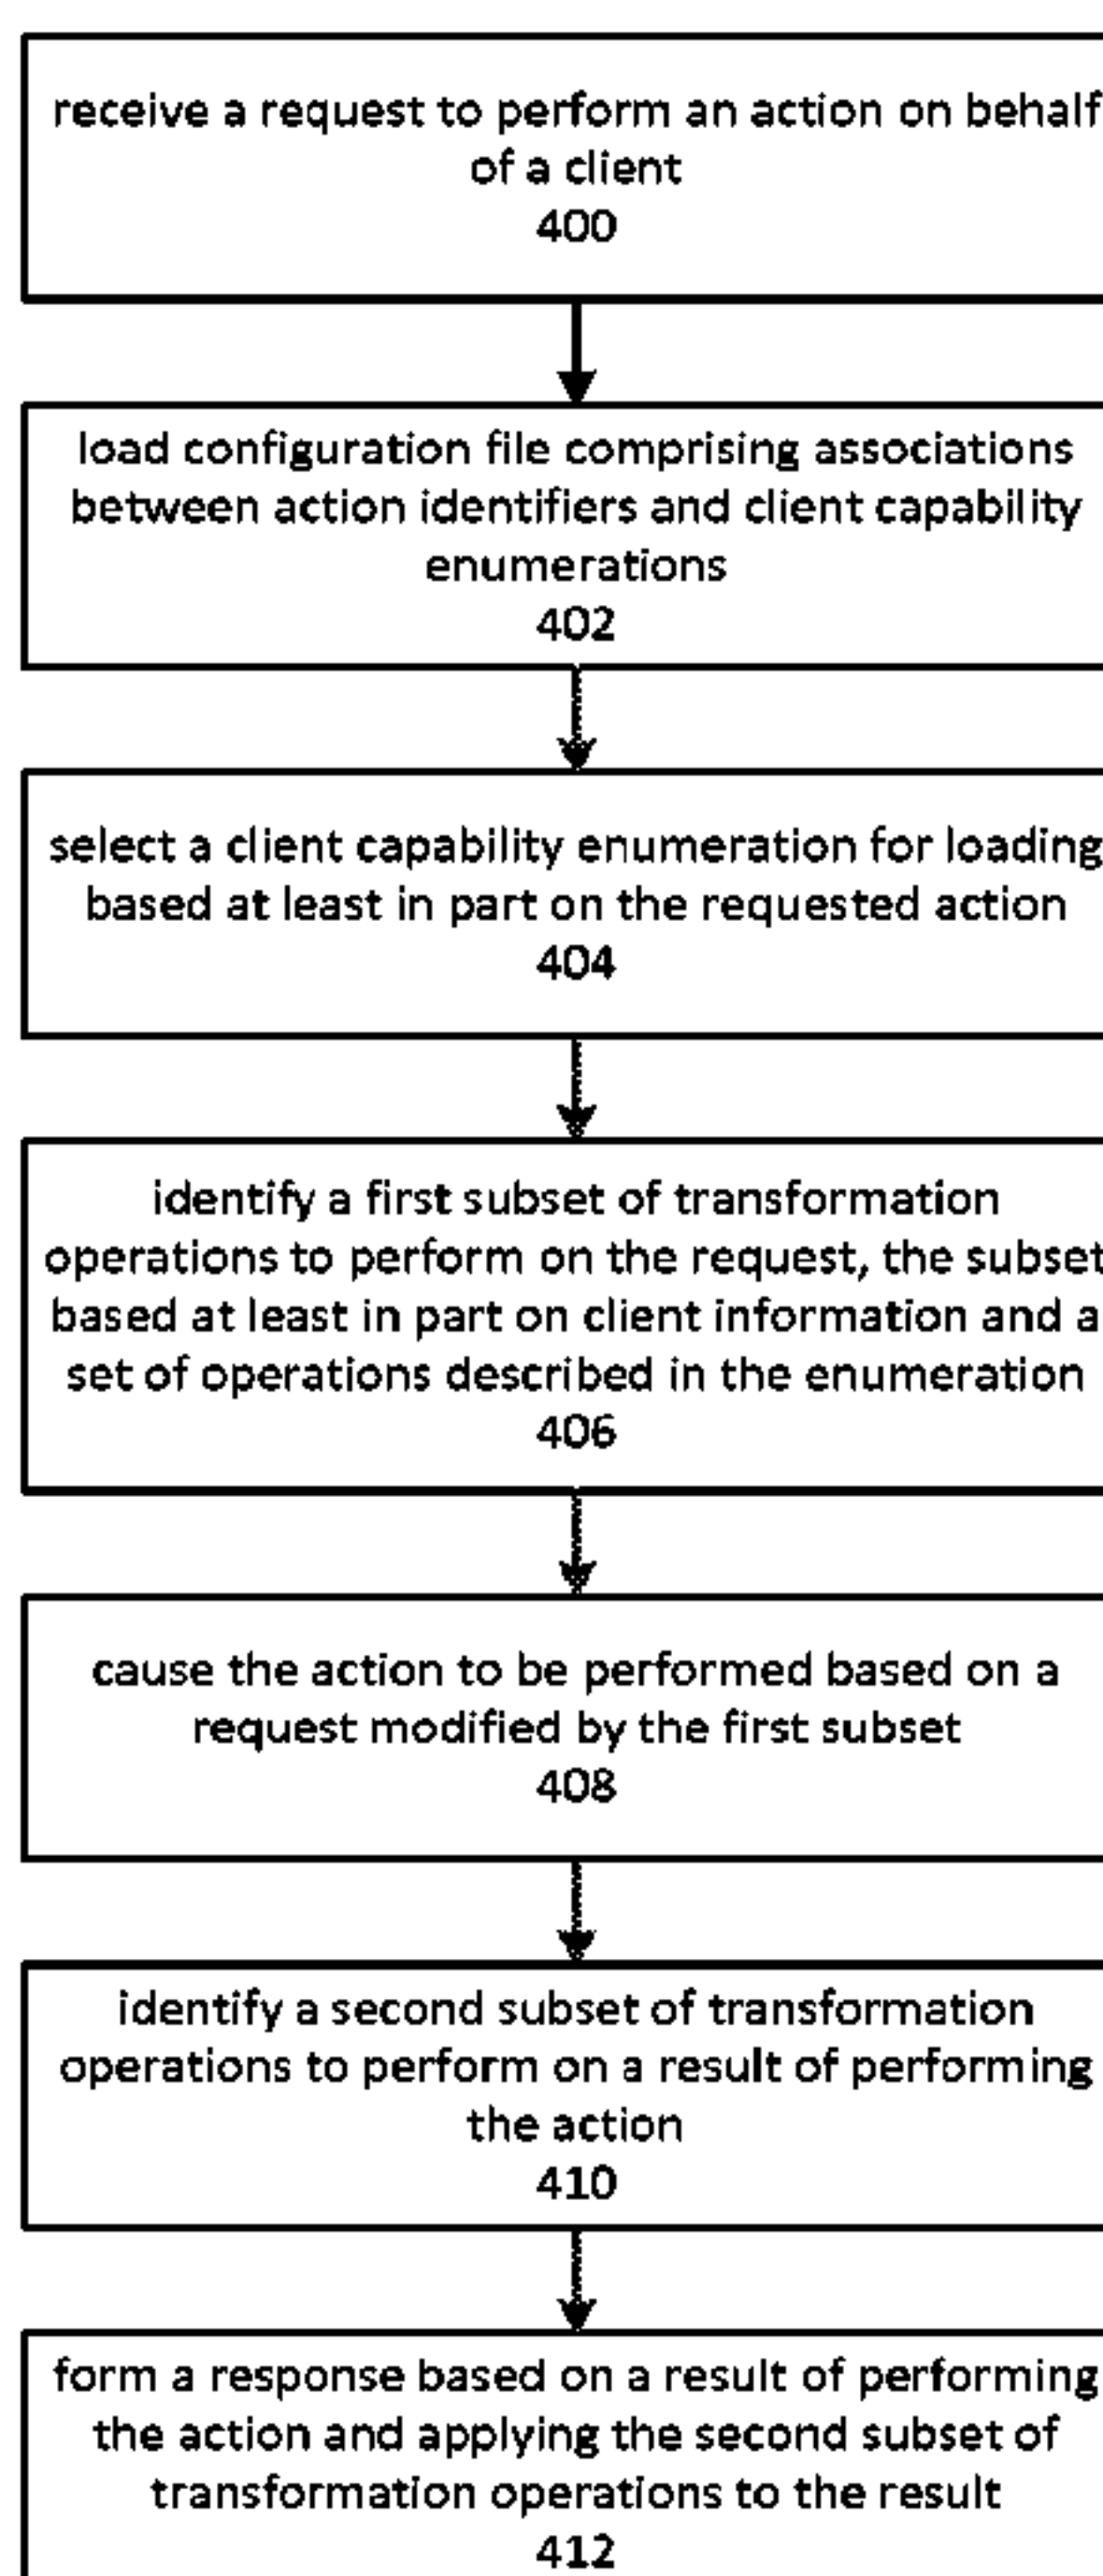 receive a request to perform an action on behalf
of a client
400
load configuration file comprising associations
between action identifiers and client capability
enumerations
402
select a client capability enumeration for loading
based at least in part on the requested action
404
identify a first subset of transformation
operations to perform on the request, the subset
based at least in part on client information and a
set of operations described in the enumeration
406
cause the action to be performed based on a
request modified by the first subset
408
identify a second subset of transformation
operations to perform on a result of performing
the action
410
form a response based on a result of performing
the action and applying the second subset of
transformation operations to the result
412